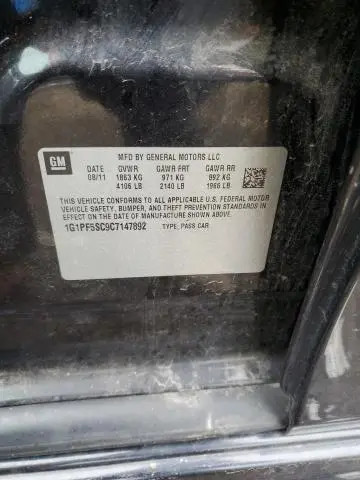 GM
MFD BY GENERAL MOTORS LLC
DATE GVWR GAWR FRT GAWR RR
08/11 1863 KG 971 KG 892 KG
4106 LB 2140 LB 1966 LB
THIS VEHICLE CONFORMS TO ALL APPLICABLE U.S. FEDERAL MOTOR
VEHICLE SAFETY, BUMPER, AND THEFT PREVENTION STANDARDS IN
EFFECT ON THE DATE OF MANUFACTURE SHOWN ABOVE.
1G1PF5SC9C7147892 TYPE: PASS CAR